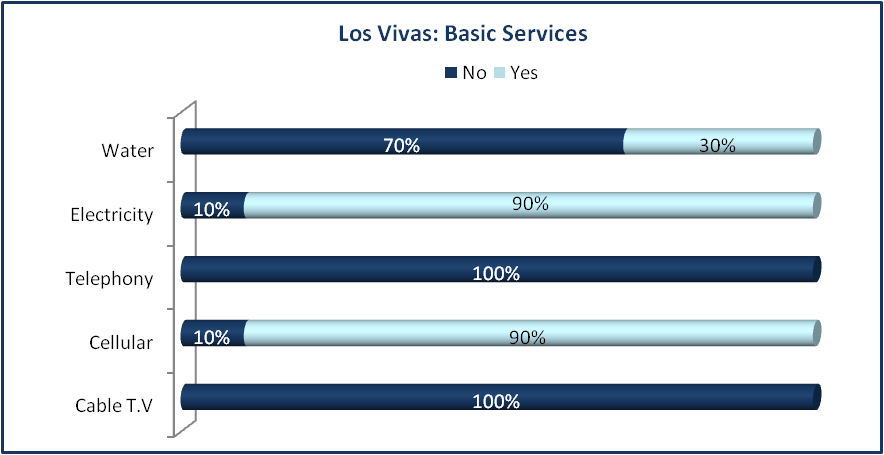 Los Vivas: Basic Services
No Yes
Water 70% 30%
Electricity 10% 90%
Telephony 100%
Cellular 10% 90%
Cable T.V 100%